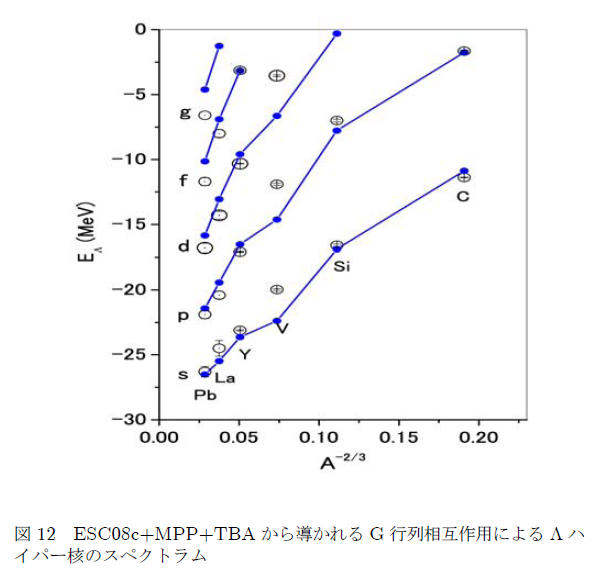 0
−5
−10
−15
−20
−25
−30
E_Λ (MeV)
g
f
d
p
s
Pb
La
Y
V
Si
C
0.00
0.05
0.10
0.15
0.20
A^{-2/3}
図 12 ESC08c+MPP+TBA から導かれる G 行列相互作用による Λ ハ
イパー核のスペクトラム